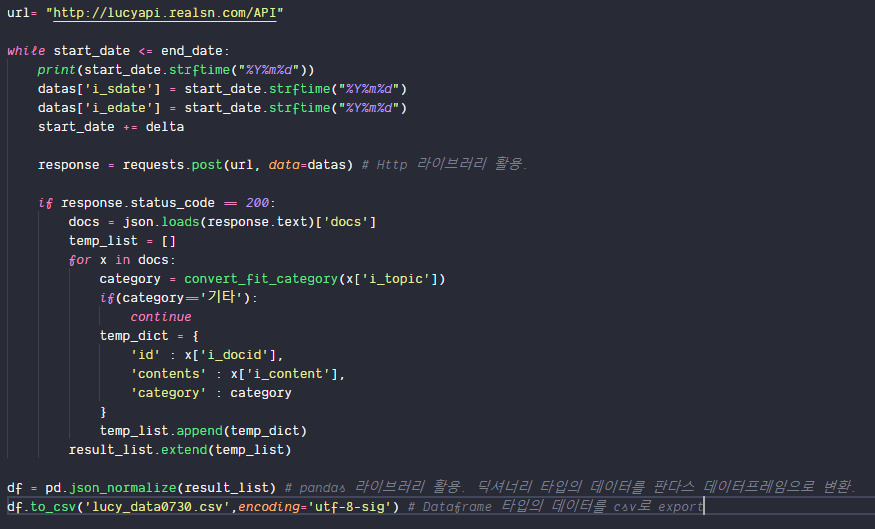 url= "http://lucyapi.realsn.com/API"
while start_date <= end_date:
    print(start_date.strftime("%Y%m%d"))
    datas['i_sdate'] = start_date.strftime("%Y%m%d")
    datas['i_edate'] = start_date.strftime("%Y%m%d")
    start_date += delta
    response = requests.post(url, data=datas) # Http 라이브러리 활용.
    if response.status_code == 200:
        docs = json.loads(response.text)['docs']
        temp_list = []
        for x in docs:
            category = convert_fit_category(x['i_topic'])
            if(category=='기타'):
                continue
            temp_dict = {
                'id' : x['i_docid'],
                'contents' : x['i_content'],
                'category' : category
            }
            temp_list.append(temp_dict)
        result_list.extend(temp_list)
df = pd.json_normalize(result_list) # pandas 라이브러리 활용. 딕셔너리 타입의 데이터를 판다스 데이터프레임으로 변환.
df.to_csv('lucy_data0730.csv',encoding='utf-8-sig') # Dataframe 타입의 데이터를 csv로 export